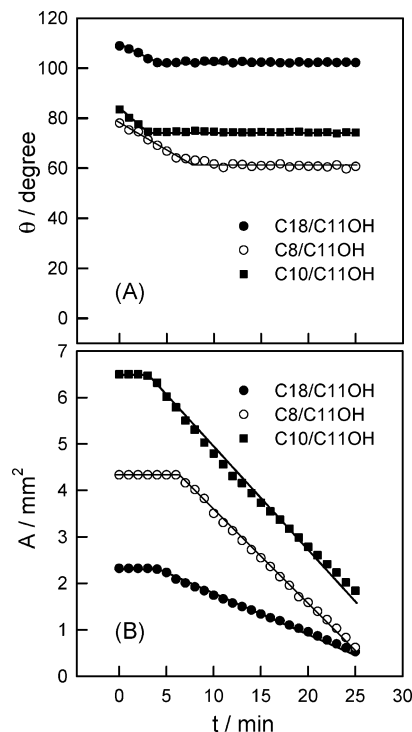 120
100
80
60
40
20
0
θ / degree
C18/C11OH
C8/C11OH
C10/C11OH
(A)
7
6
5
4
3
2
1
0
A / mm²
C18/C11OH
C8/C11OH
C10/C11OH
(B)
0 5 10 15 20 25 30
t / min